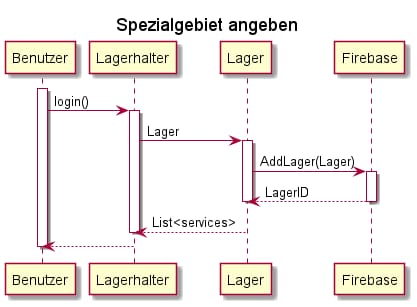 Spezialgebiet angeben
Benutzer Lagerhalter Lager Firebase
login()
Lager
AddLager(Lager)
LagerID
List<services>
Benutzer Lagerhalter Lager Firebase